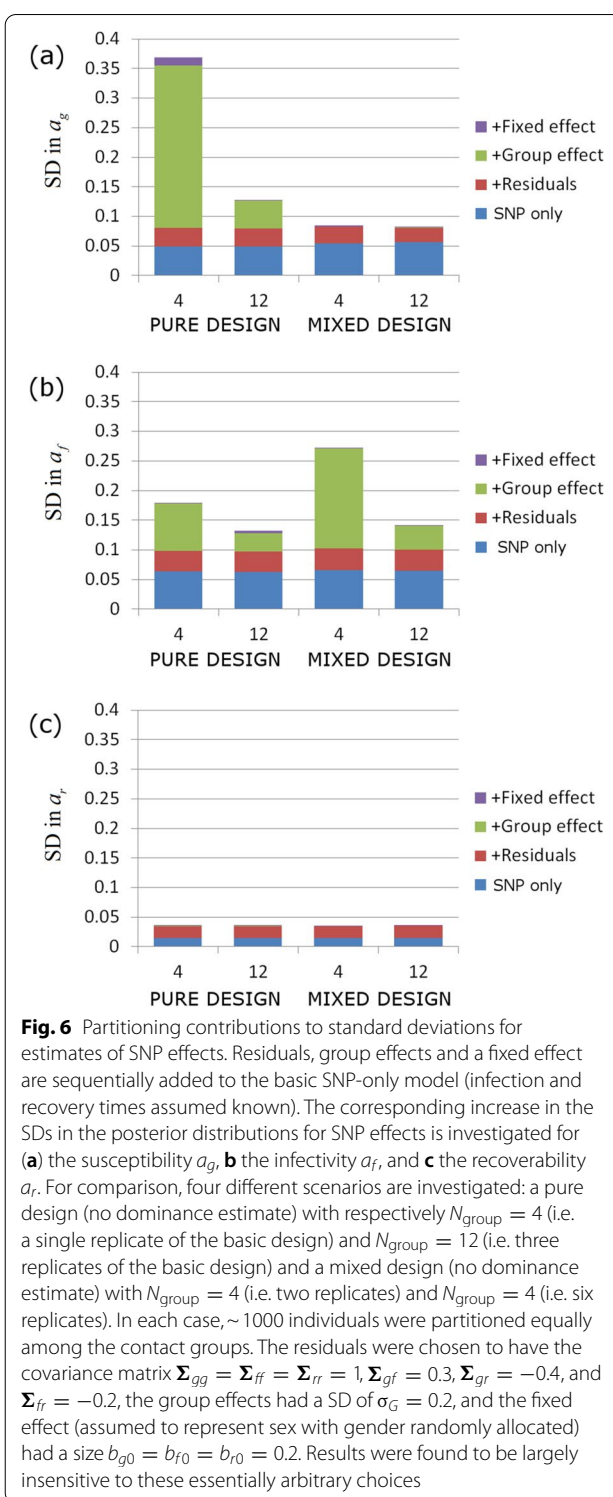 (a)
SD in a_g
0.4
0.35
0.3
0.25
0.2
0.15
0.1
0.05
0
+Fixed effect
+Group effect
+Residuals
SNP only
4 12 4 12
PURE DESIGN MIXED DESIGN
(b)
SD in a_f
0.4
0.35
0.3
0.25
0.2
0.15
0.1
0.05
0
+Fixed effect
+Group effect
+Residuals
SNP only
4 12 4 12
PURE DESIGN MIXED DESIGN
(c)
SD in a_r
0.4
0.35
0.3
0.25
0.2
0.15
0.1
0.05
0
+Fixed effect
+Group effect
+Residuals
SNP only
4 12 4 12
PURE DESIGN MIXED DESIGN
Fig. 6 Partitioning contributions to standard deviations for
estimates of SNP effects. Residuals, group effects and a fixed effect
are sequentially added to the basic SNP-only model (infection and
recovery times assumed known). The corresponding increase in the
SDs in the posterior distributions for SNP effects is investigated for
(a) the susceptibility a_g, b the infectivity a_f, and c the recoverability
a_r. For comparison, four different scenarios are investigated: a pure
design (no dominance estimate) with respectively N_group = 4 (i.e.
a single replicate of the basic design) and N_group = 12 (i.e. three
replicates of the basic design) and a mixed design (no dominance
estimate) with N_group = 4 (i.e. two replicates) and N_group = 4 (i.e. six
replicates). In each case, ~ 1000 individuals were partitioned equally
among the contact groups. The residuals were chosen to have the
covariance matrix Σ_gg = Σ_ff = Σ_rr = 1, Σ_gf = 0.3, Σ_gr = −0.4, and
Σ_fr = −0.2, the group effects had a SD of σ_G = 0.2, and the fixed
effect (assumed to represent sex with gender randomly allocated)
had a size b_g0 = b_f0 = b_r0 = 0.2. Results were found to be largely
insensitive to these essentially arbitrary choices